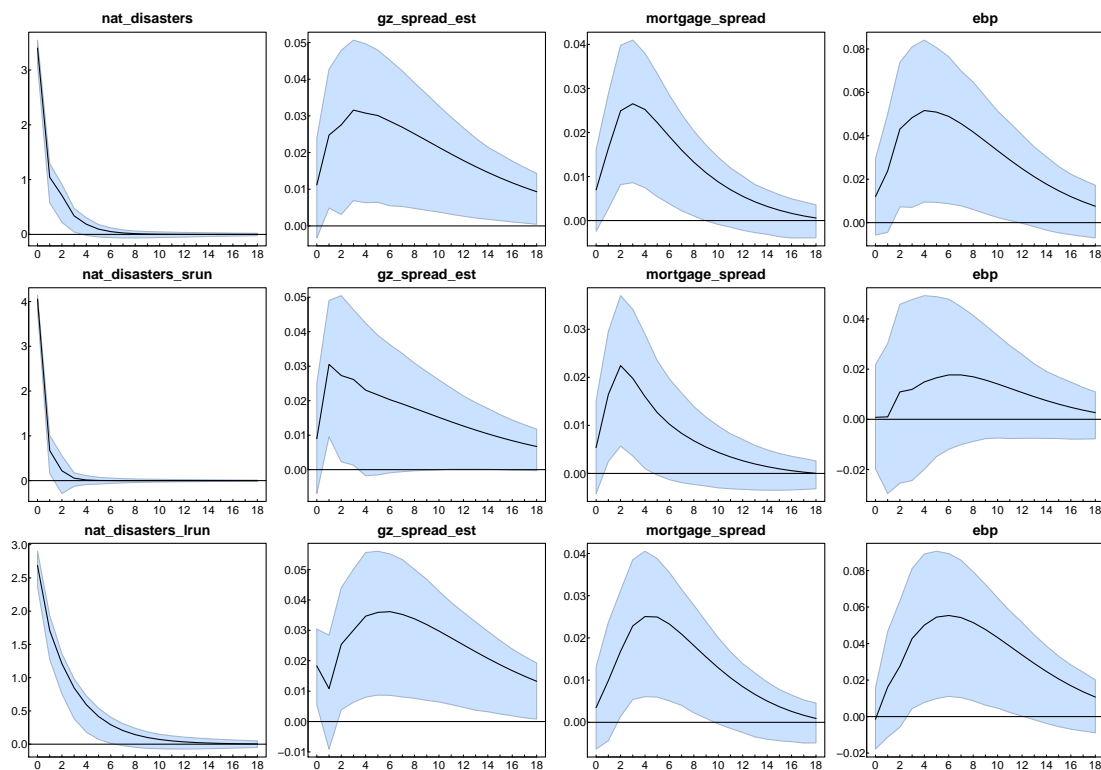 nat_disasters gz_spread_est mortgage_spread ebp
3 2 1 0
0.05 0.04 0.03 0.02 0.01 0.00
0.04 0.03 0.02 0.01 0.00
0.08 0.06 0.04 0.02 0.00
0 2 4 6 8 10 12 14 16 18 0 2 4 6 8 10 12 14 16 18 0 2 4 6 8 10 12 14 16 18 0 2 4 6 8 10 12 14 16 18
nat_disasters_srun gz_spread_est mortgage_spread ebp
4 3 2 1 0
0.05 0.04 0.03 0.02 0.01 0.00
0.03 0.02 0.01 0.00
0.04 0.02 0.00 −0.02
0 2 4 6 8 10 12 14 16 18 0 2 4 6 8 10 12 14 16 18 0 2 4 6 8 10 12 14 16 18 0 2 4 6 8 10 12 14 16 18
nat_disasters_lrun gz_spread_est mortgage_spread ebp
3.0 2.5 2.0 1.5 1.0 0.5 0.0
0.05 0.04 0.03 0.02 0.01 0.00 −0.01
0.04 0.03 0.02 0.01 0.00
0.08 0.06 0.04 0.02 0.00 −0.02
0 2 4 6 8 10 12 14 16 18 0 2 4 6 8 10 12 14 16 18 0 2 4 6 8 10 12 14 16 18 0 2 4 6 8 10 12 14 16 18